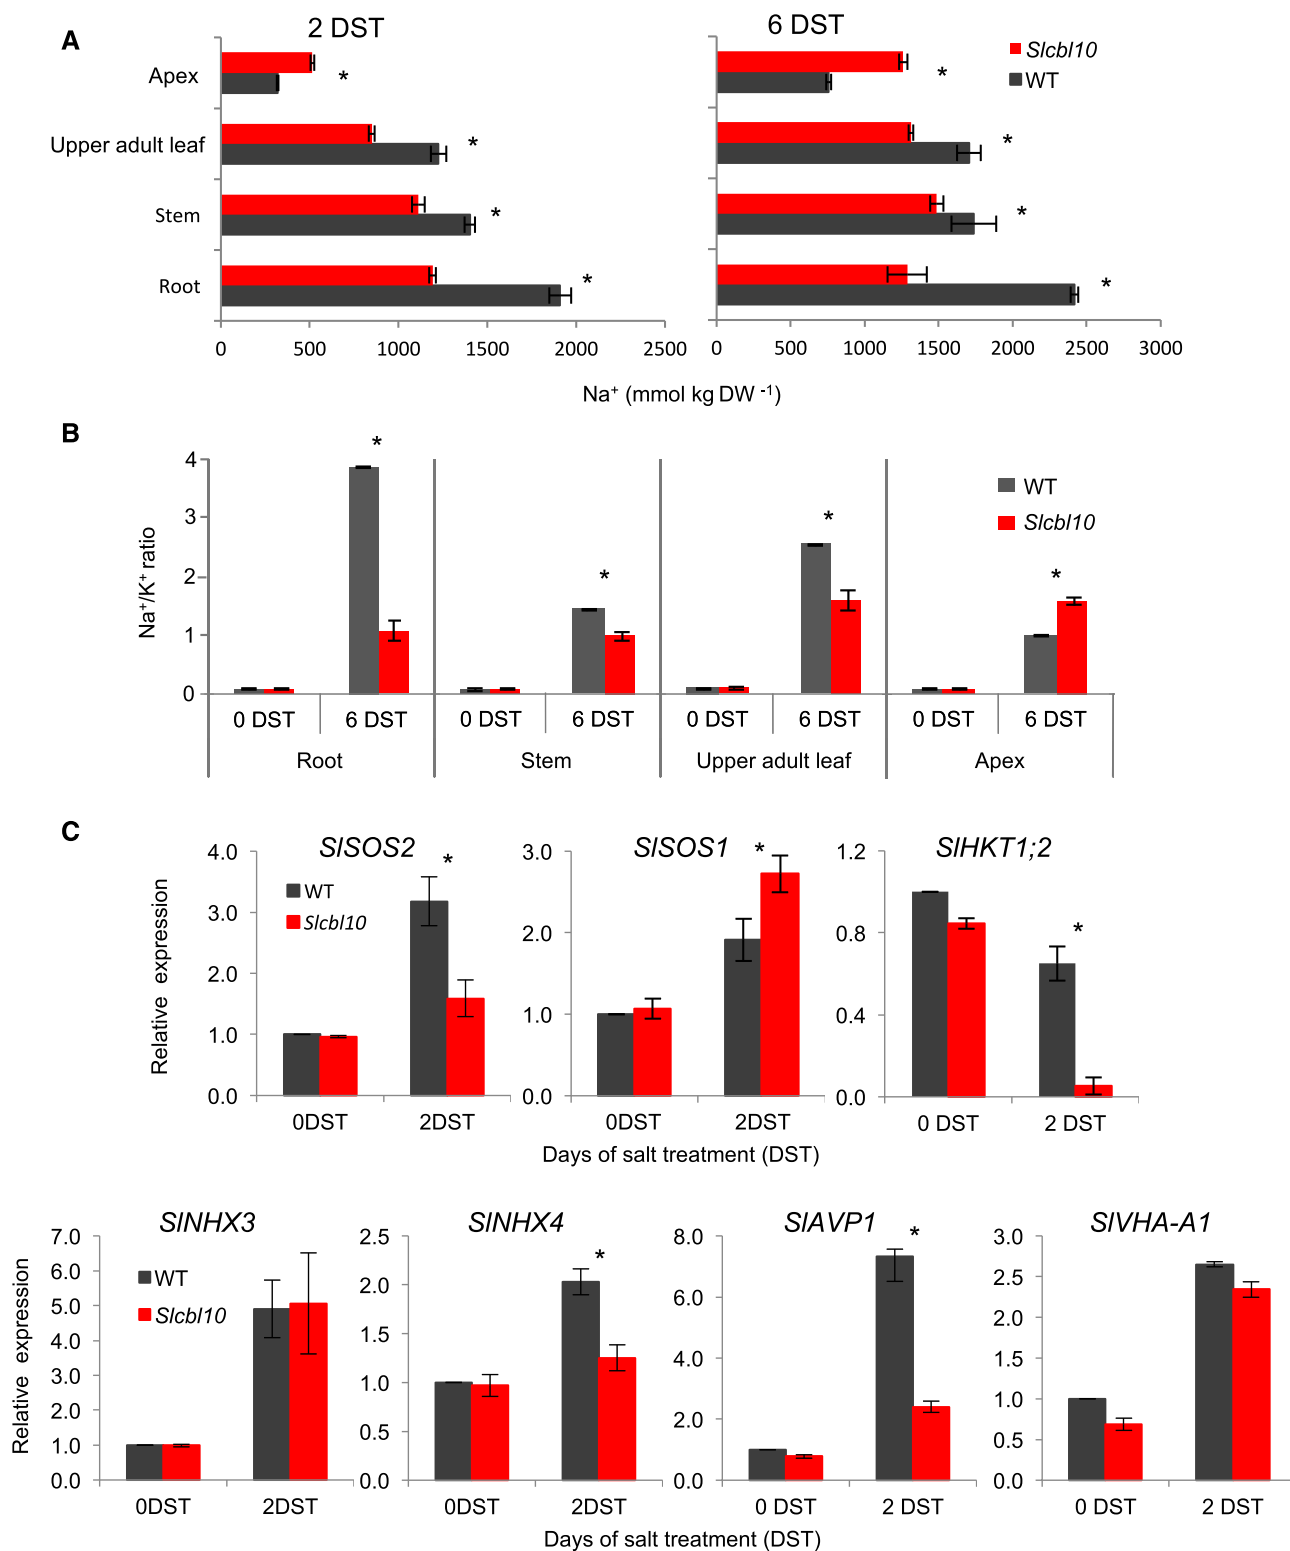 A
2 DST
6 DST
Slcbl10
WT
Apex
*
*
Upper adult leaf
*
*
Stem
*
*
Root
*
*
0 500 1000 1500 2000 2500
0 500 1000 1500 2000 2500 3000
Na⁺ (mmol kg DW ⁻¹)
B
Na⁺/K⁺ ratio
4
3
2
1
0
*
*
*
*
WT
Slcbl10
0 DST 6 DST 0 DST 6 DST 0 DST 6 DST 0 DST 6 DST
Root Stem Upper adult leaf Apex
C
Relative expression
SlSOS2
4.0
3.0
2.0
1.0
0.0
WT
Slcbl10
*
0DST 2DST
SlSOS1
3.0
2.0
1.0
0.0
*
0DST 2DST
SlHKT1;2
1.2
0.8
0.4
0.0
*
0 DST 2 DST
Days of salt treatment (DST)
Relative expression
SlNHX3
7.0
6.0
5.0
4.0
3.0
2.0
1.0
0.0
WT
Slcbl10
0DST 2DST
SlNHX4
2.5
2.0
1.5
1.0
0.5
0.0
*
0DST 2DST
SlAVP1
8.0
6.0
4.0
2.0
0.0
*
0 DST 2 DST
SlVHA-A1
3.0
2.5
2.0
1.5
1.0
0.5
0.0
0 DST 2 DST
Days of salt treatment (DST)